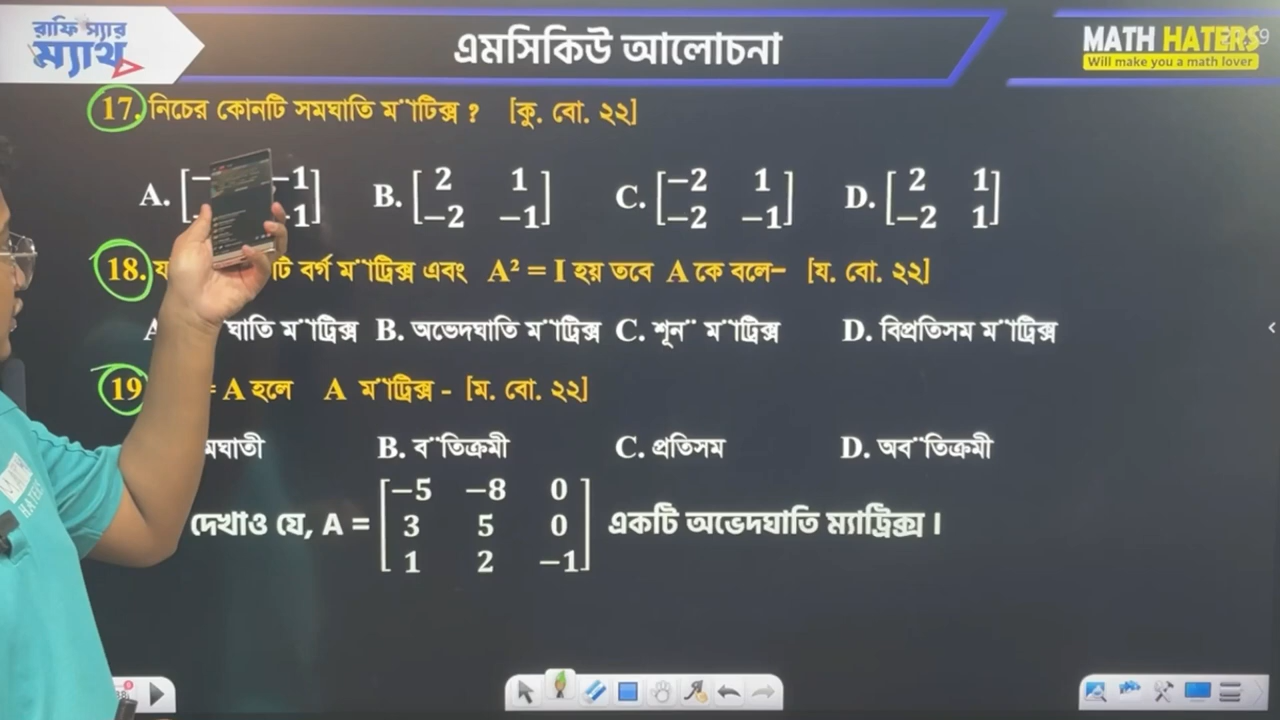 রাফি স্যার
ম্যাথ
এমসিকিউ আলোচনা
MATH HATERS
Will make you a math lover
17. নিচের কোনটি সমঘাতি ম্যাটিক্স ? [কু. বো. ২২]
A. [ −1 B. [ 2 1 ] C. [ −2 1 ] D. [ 2 1 ]
1 ] −2 −1 −2 −1 −2 1
18. টি বর্গ ম্যাট্রিক্স এবং A² = I হয় তবে A কে বলে− [য. বো. ২২]
ঘাতি ম্যাট্রিক্স B. অভেদঘাতি ম্যাট্রিক্স C. শূন্য ম্যাট্রিক্স D. বিপ্রতিসম ম্যাট্রিক্স
19 = A হলে A ম্যাট্রিক্স - [ম. বো. ২২]
মঘাতী B. ব্যতিক্রমী C. প্রতিসম D. অব্যতিক্রমী
দেখাও যে, A = [ −5 −8 0 ] একটি অভেদঘাতি ম্যাট্রিক্স।
3 5 0
1 2 −1
HATERS